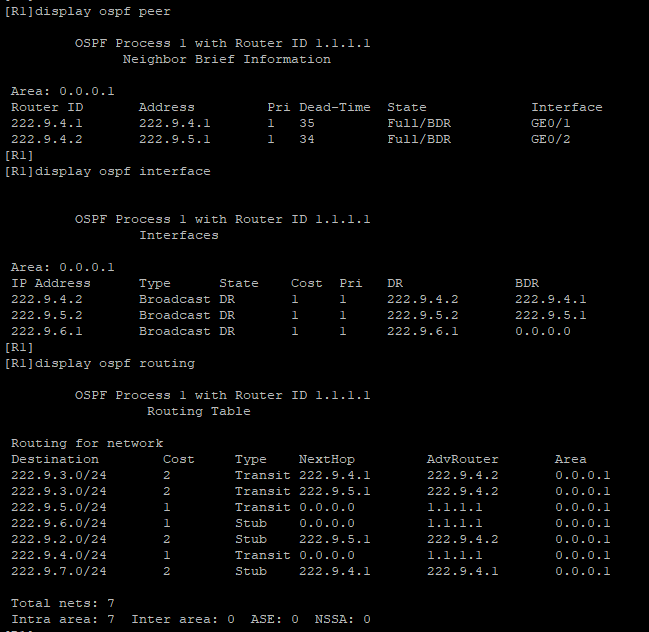 [R1]display ospf peer
OSPF Process 1 with Router ID 1.1.1.1
Neighbor Brief Information
Area: 0.0.0.1
Router ID Address Pri Dead-Time State Interface
222.9.4.1 222.9.4.1 1 35 Full/BDR GE0/1
222.9.4.2 222.9.5.1 1 34 Full/BDR GE0/2
[R1]
[R1]display ospf interface
OSPF Process 1 with Router ID 1.1.1.1
Interfaces
Area: 0.0.0.1
IP Address Type State Cost Pri DR BDR
222.9.4.2 Broadcast DR 1 1 222.9.4.2 222.9.4.1
222.9.5.2 Broadcast DR 1 1 222.9.5.2 222.9.5.1
222.9.6.1 Broadcast DR 1 1 222.9.6.1 0.0.0.0
[R1]
[R1]display ospf routing
OSPF Process 1 with Router ID 1.1.1.1
Routing Table
Routing for network
Destination Cost Type NextHop AdvRouter Area
222.9.3.0/24 2 Transit 222.9.4.1 222.9.4.2 0.0.0.1
222.9.3.0/24 2 Transit 222.9.5.1 222.9.4.2 0.0.0.1
222.9.5.0/24 1 Transit 0.0.0.0 1.1.1.1 0.0.0.1
222.9.6.0/24 1 Stub 0.0.0.0 1.1.1.1 0.0.0.1
222.9.2.0/24 2 Stub 222.9.5.1 222.9.4.2 0.0.0.1
222.9.4.0/24 1 Transit 0.0.0.0 1.1.1.1 0.0.0.1
222.9.7.0/24 2 Stub 222.9.4.1 222.9.4.1 0.0.0.1
Total nets: 7
Intra area: 7 Inter area: 0 ASE: 0 NSSA: 0